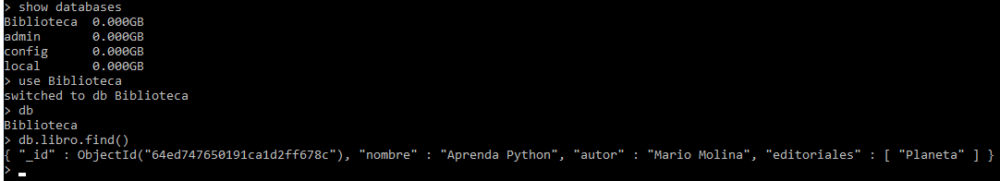 > show databases
Biblioteca  0.000GB
admin       0.000GB
config      0.000GB
local       0.000GB
> use Biblioteca
switched to db Biblioteca
> db
Biblioteca
> db.libro.find()
{ "_id" : ObjectId("64ed747650191ca1d2ff678c"), "nombre" : "Aprenda Python", "autor" : "Mario Molina", "editoriales" : [ "Planeta" ] }
>